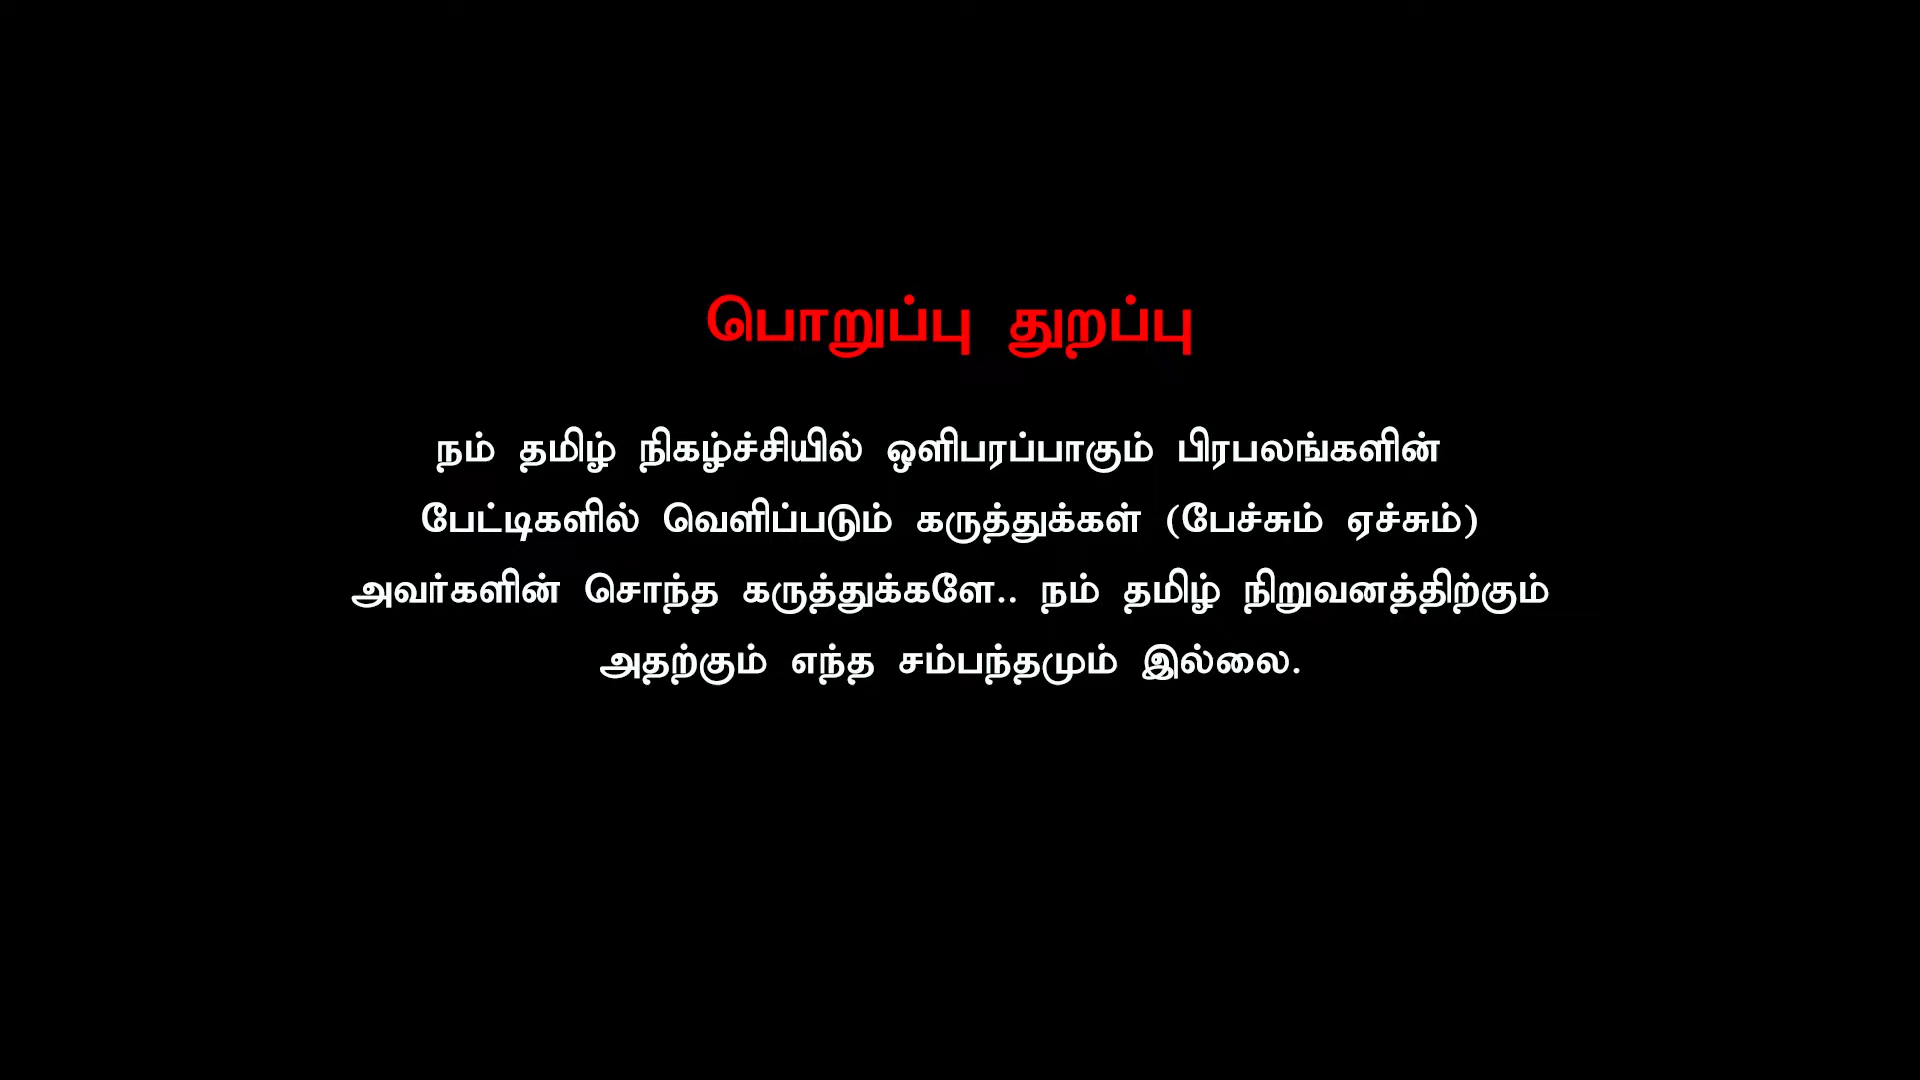 பொறுப்பு துறப்பு
நம் தமிழ் நிகழ்ச்சியில் ஒளிபரப்பாகும் பிரபலங்களின்
பேட்டிகளில் வெளிப்படும் கருத்துக்கள் (பேச்சும் ஏச்சும்)
அவர்களின் சொந்த கருத்துக்களே.. நம் தமிழ் நிறுவனத்திற்கும்
அதற்கும் எந்த சம்பந்தமும் இல்லை.